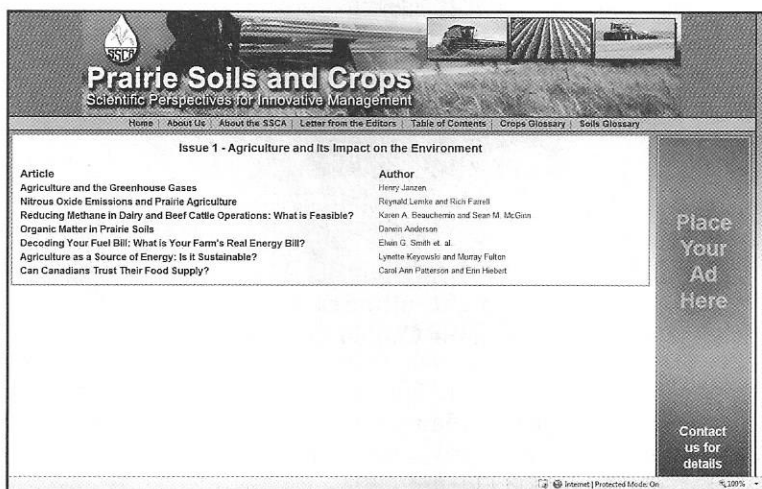 SSCA
Prairie Soils and Crops
Scientific Perspectives for Innovative Management
Home | About Us | About the SSCA | Letter from the Editors | Table of Contents | Crops Glossary | Soils Glossary
Issue 1 - Agriculture and Its Impact on the Environment
Article Author
Agriculture and the Greenhouse Gases Henry Janzen
Nitrous Oxide Emissions and Prairie Agriculture Reynald Lemke and Rich Farrell
Reducing Methane in Dairy and Beef Cattle Operations: What is Feasible? Karen A. Beauchemin and Sean M. McGinn
Organic Matter in Prairie Soils Darwin Anderson
Decoding Your Fuel Bill: What is Your Farm's Real Energy Bill? Elwin G. Smith et. al.
Agriculture as a Source of Energy: Is it Sustainable? Lynette Keyowski and Murray Fulton
Can Canadians Trust Their Food Supply? Carol Ann Patterson and Erin Hiebert
Place
Your
Ad
Here
Contact
us for
details
Internet | Protected Mode: On 100%